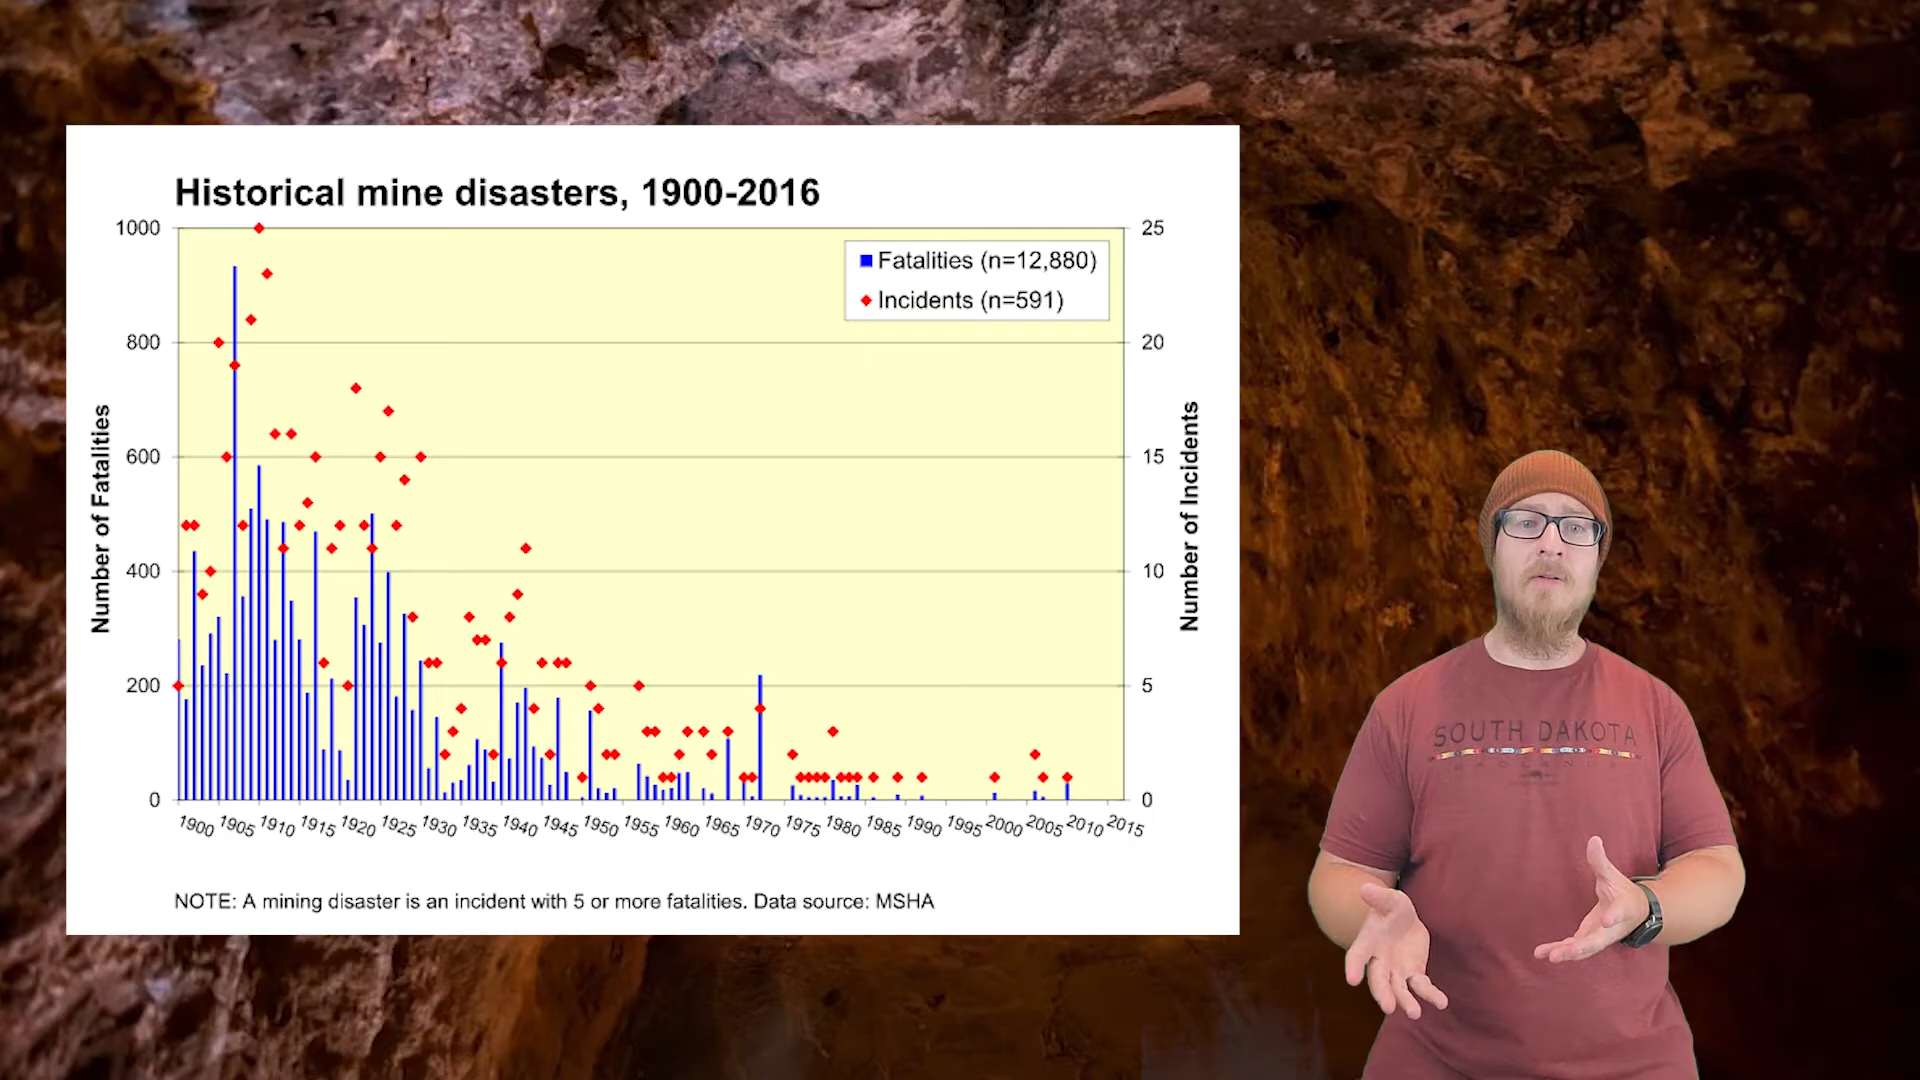 Historical mine disasters, 1900-2016
1000
800
600
400
200
0
Number of Fatalities
Fatalities (n=12,880)
Incidents (n=591)
25
20
15
10
5
0
Number of Incidents
1900 1905 1910 1915 1920 1925 1930 1935 1940 1945 1950 1955 1960 1965 1970 1975 1980 1985 1990 1995 2000 2005 2010 2015
NOTE: A mining disaster is an incident with 5 or more fatalities. Data source: MSHA
SOUTH DAKOTA